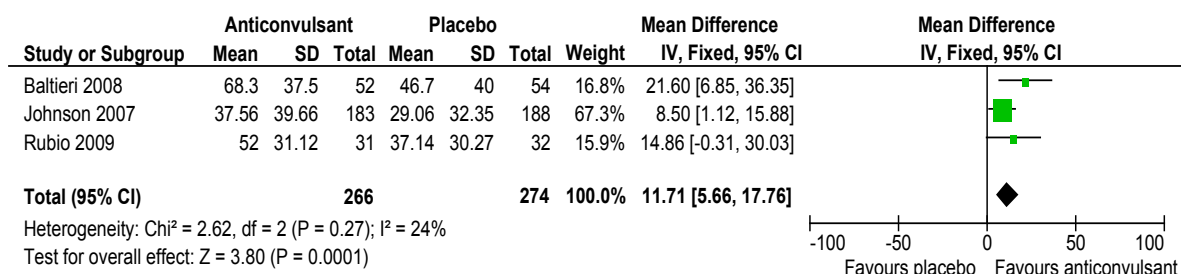 Anticonvulsant Placebo Mean Difference Mean Difference
Study or Subgroup Mean SD Total Mean SD Total Weight IV, Fixed, 95% CI IV, Fixed, 95% CI
Baltieri 2008 68.3 37.5 52 46.7 40 54 16.8% 21.60 [6.85, 36.35]
Johnson 2007 37.56 39.66 183 29.06 32.35 188 67.3% 8.50 [1.12, 15.88]
Rubio 2009 52 31.12 31 37.14 30.27 32 15.9% 14.86 [-0.31, 30.03]
Total (95% CI) 266 274 100.0% 11.71 [5.66, 17.76]
Heterogeneity: Chi² = 2.62, df = 2 (P = 0.27); I² = 24%
Test for overall effect: Z = 3.80 (P = 0.0001)
-100 -50 0 50 100
Favours placebo Favours anticonvulsant